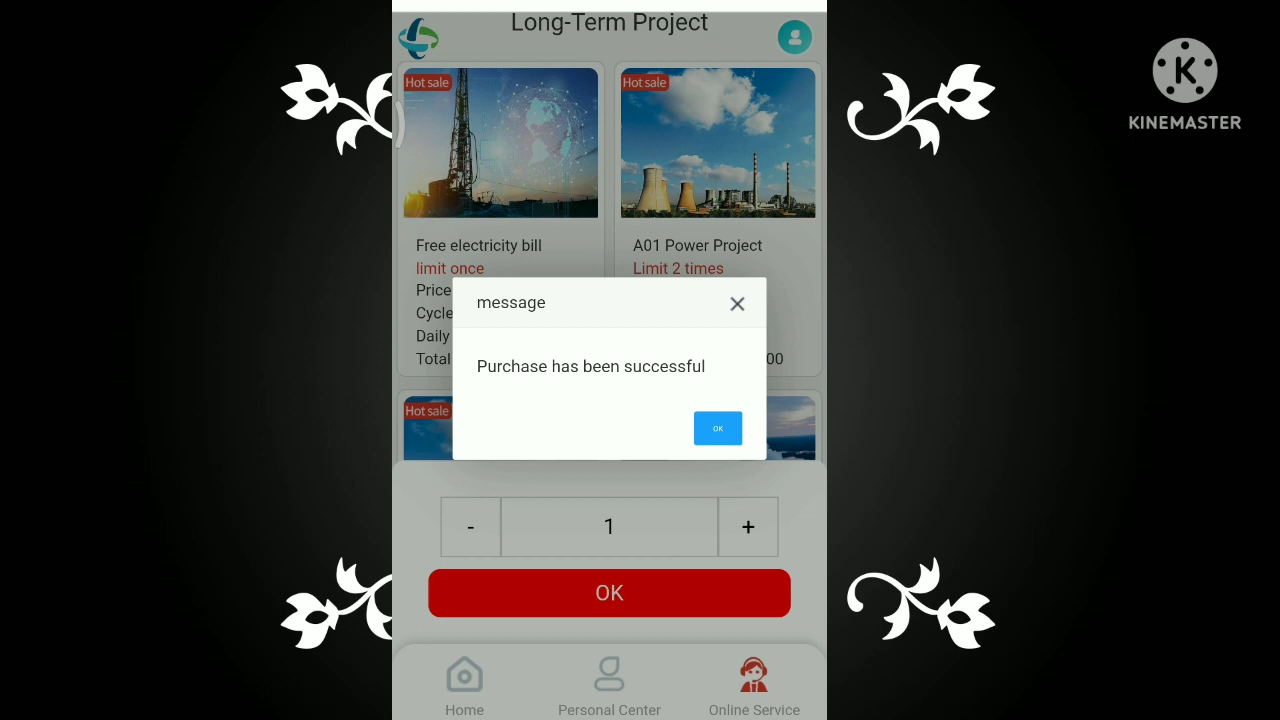 Long-Term Project
KINEMASTER
Hot sale
Hot sale
Free electricity bill
limit once
Price
Cycle
Daily
Total
A01 Power Project
Limit 2 times
00
message
Purchase has been successful
OK
Hot sale
-
1
+
OK
Home
Personal Center
Online Service